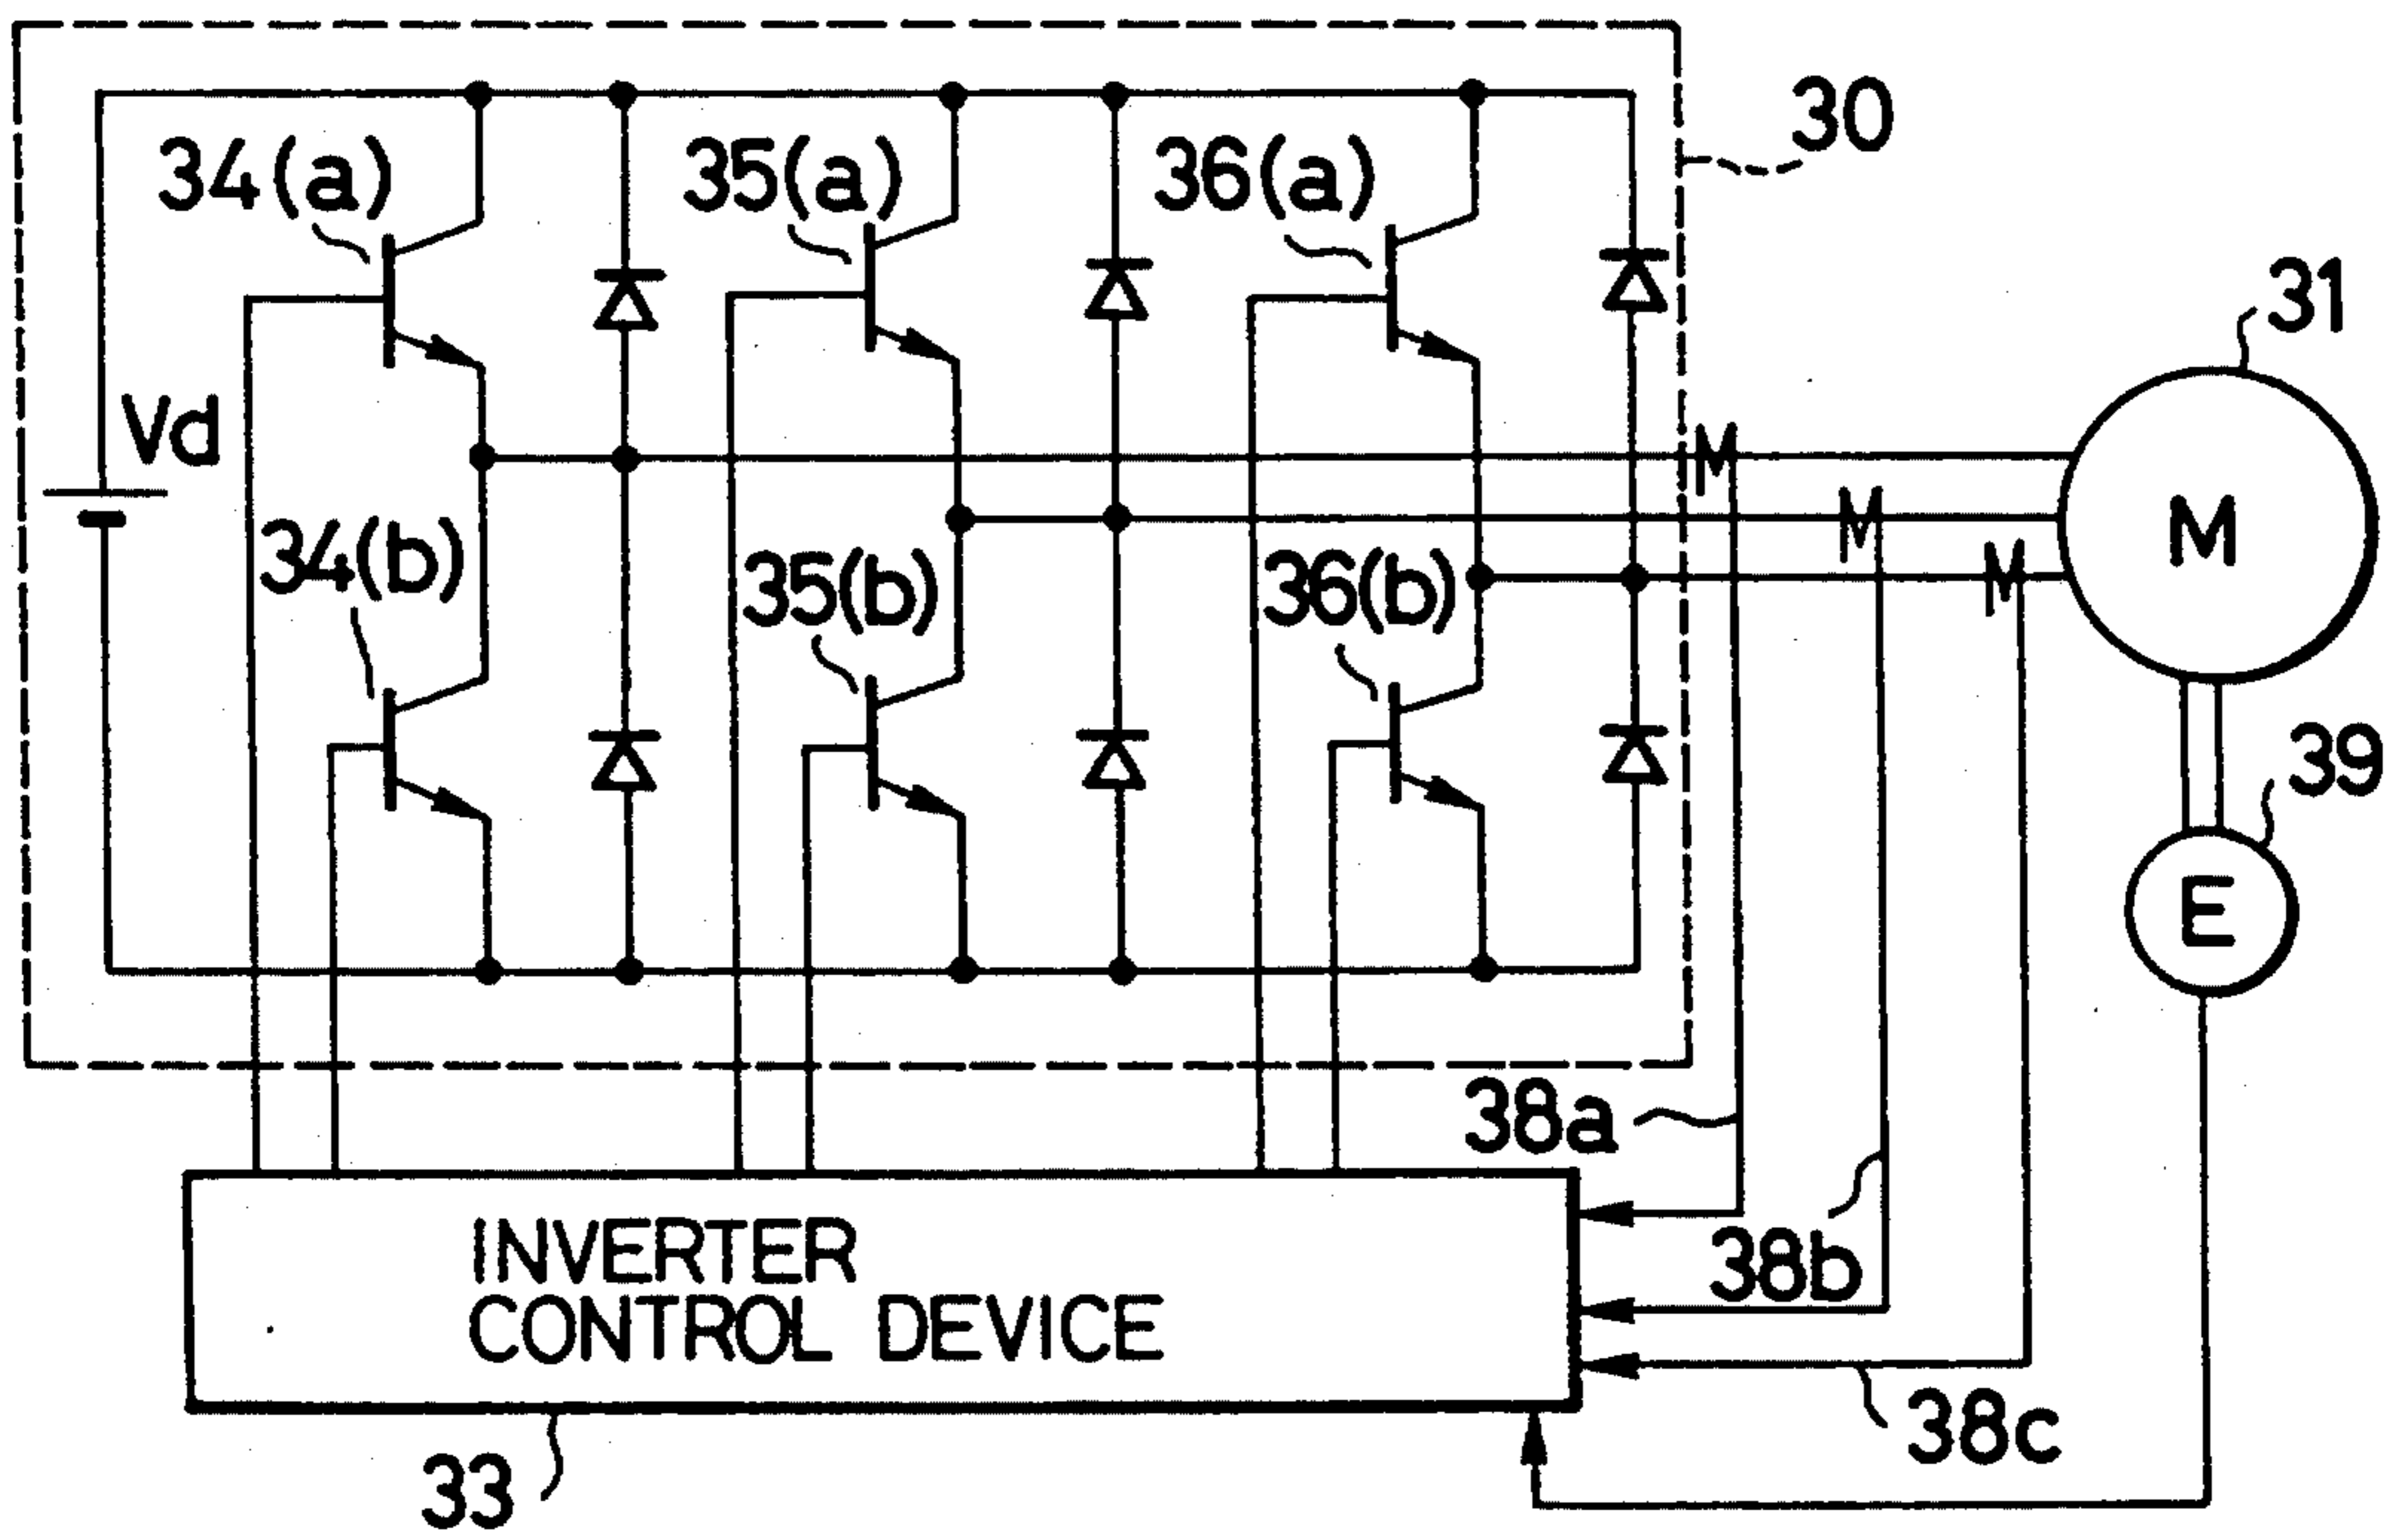 30
34(a)
35(a)
36(a)
31
Vd
34(b)
35(b)
36(b)
M
39
E
38a
INVERTER
CONTROL DEVICE
38b
38c
33